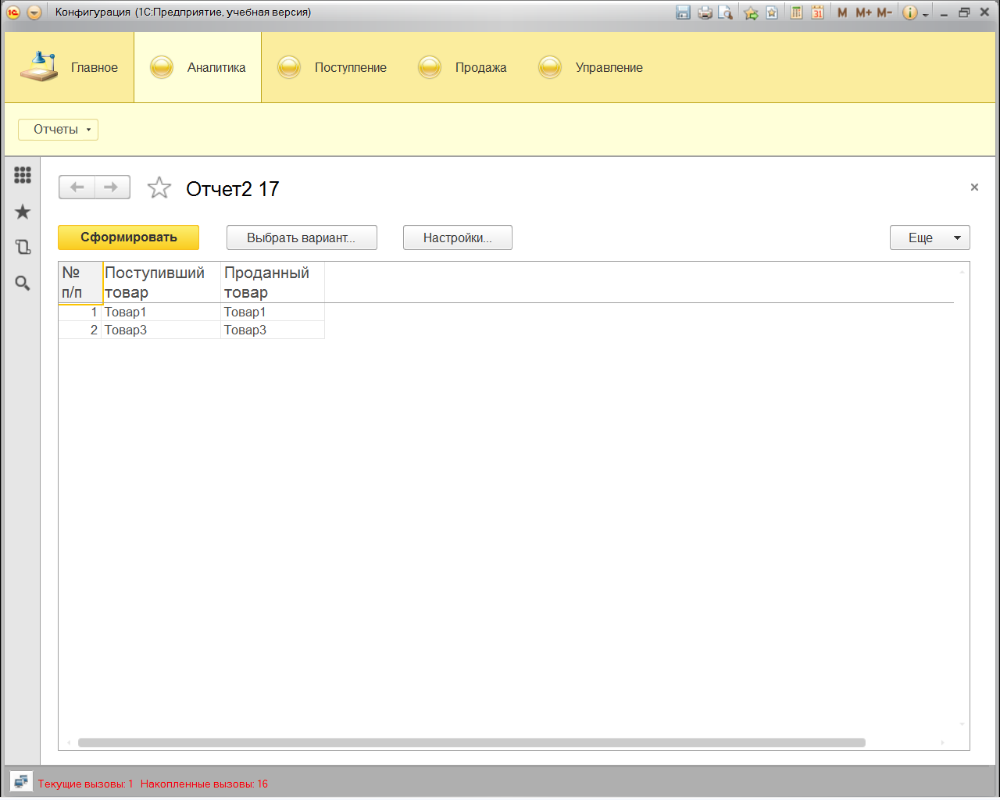 Конфигурация (1С:Предприятие, учебная версия)
31 M M+ M-
Главное Аналитика Поступление Продажа Управление
Отчеты
Отчет2 17
Сформировать Выбрать вариант... Настройки... Еще
№ п/п Поступивший товар Проданный товар
1 Товар1 Товар1
2 Товар3 Товар3
Текущие вызовы: 1 Накопленные вызовы: 16